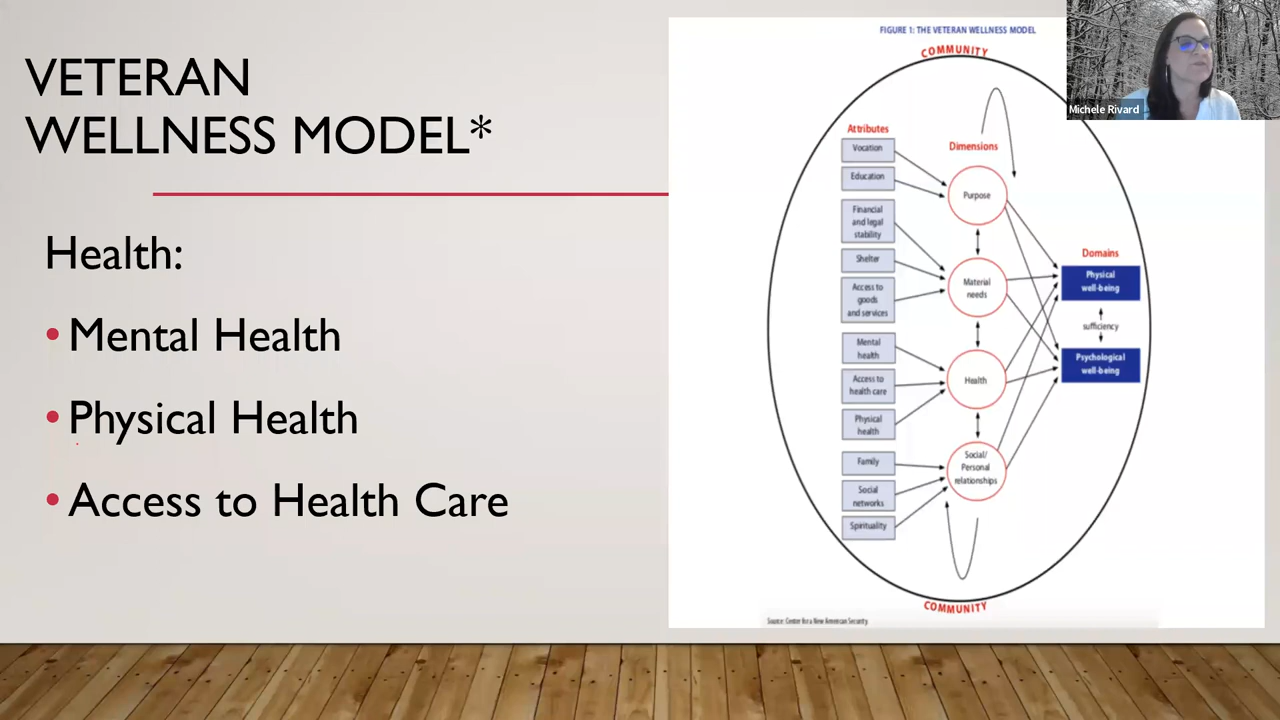 VETERAN
WELLNESS MODEL*
Health:
• Mental Health
• Physical Health
• Access to Health Care
FIGURE 1: THE VETERAN WELLNESS MODEL
COMMUNITY
Attributes
Vocation
Education
Financial
and legal
stability
Shelter
Access to
goods
and services
Mental
health
Access to
health care
Physical
health
Family
Social
networks
Spirituality
Dimensions
Purpose
Material
needs
Health
Social/
Personal
relationships
Domains
Physical
well-being
sufficiency
Psychological
well-being
COMMUNITY
Source: Center for a New American Security
Michele Rivard